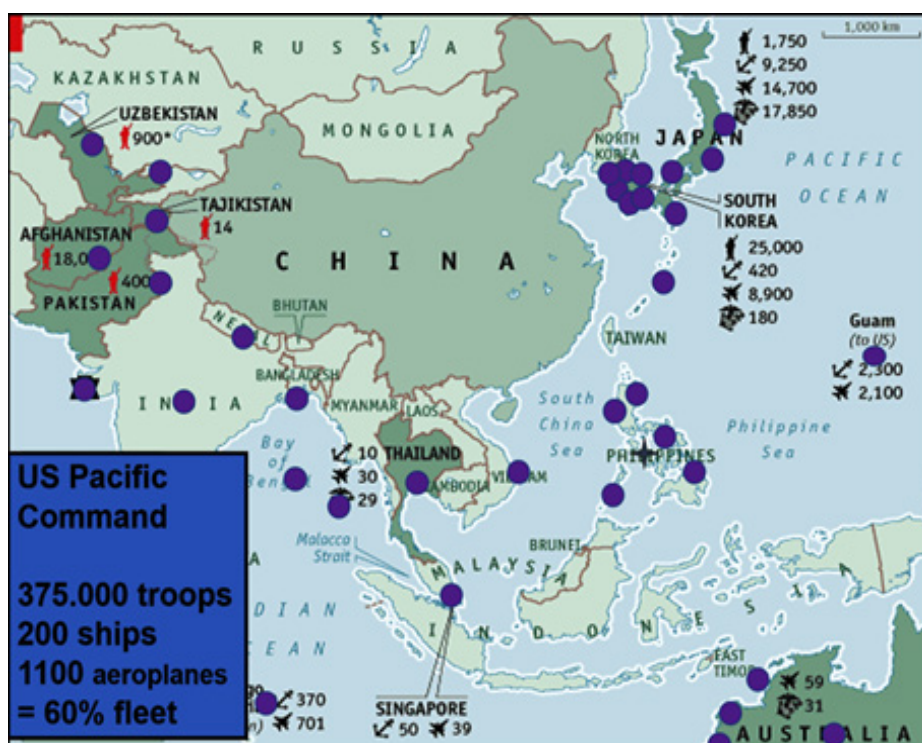 1,000 km
RUSSIA
KAZAKHSTAN
UZBEKISTAN
900*
MONGOLIA
1,750
9,250
14,700
17,850
NORTH
KOREA
JAPAN
PACIFIC
OCEAN
TAJIKISTAN
14
SOUTH
KOREA
25,000
420
8,900
180
AFGHANISTAN
18,0
400
PAKISTAN
CHINA
BHUTAN
TAIWAN
Guam
(to US)
2,300
2,100
BANGLADESH
INDIA
MYANMAR
LAOS
South
China
Sea
Philippine
Sea
Bay
of
10
30
29
THAILAND
PHILIPPINES
Malacca
Strait
BRUNEI
MALAYSIA
INDONESIA
EAST
TIMOR
59
31
AUSTRALIA
SINGAPORE
50 39
370
701
US Pacific
Command
375.000 troops
200 ships
1100 aeroplanes
= 60% fleet